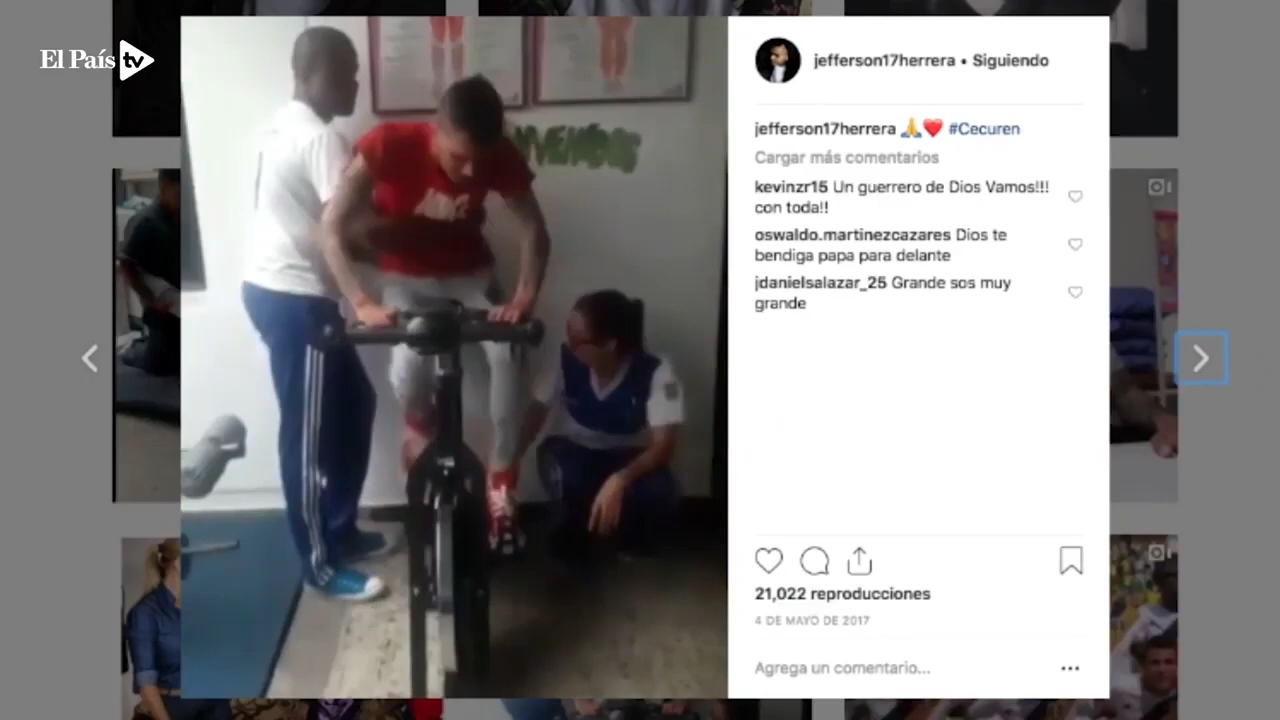 El País tv
jefferson17herrera • Siguiendo
jefferson17herrera 🙏❤️ #Cecuren
Cargar más comentarios
kevinzr15 Un guerrero de Dios Vamos!!!
con toda!!
oswaldo.martinezcazares Dios te
bendiga papa para delante
jdanielsalazar_25 Grande sos muy
grande
21,022 reproducciones
4 DE MAYO DE 2017
Agrega un comentario...